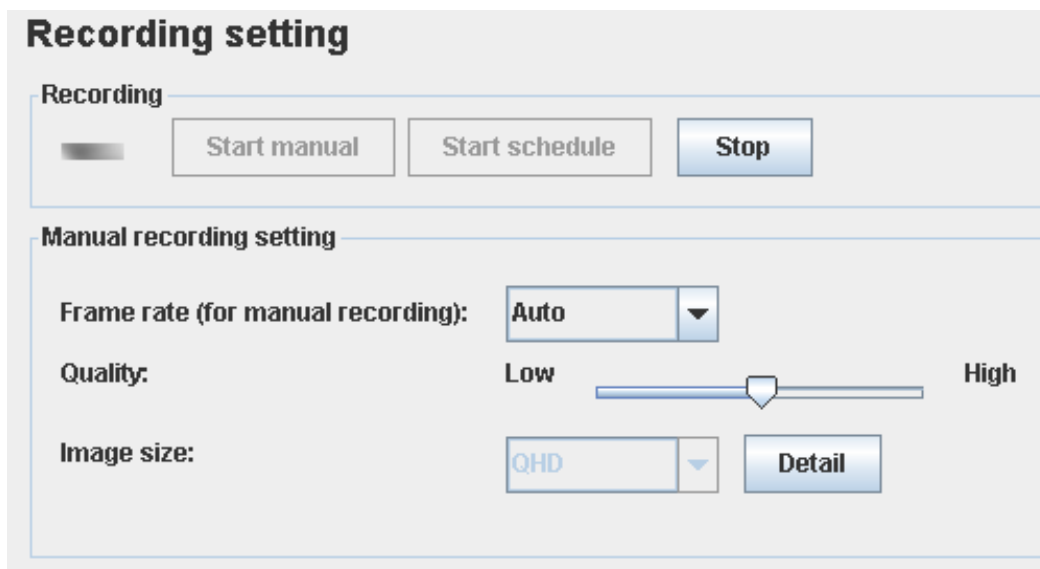 Recording setting
Recording
Start manual Start schedule Stop
Manual recording setting
Frame rate (for manual recording): Auto
Quality: Low High
Image size: QHD Detail